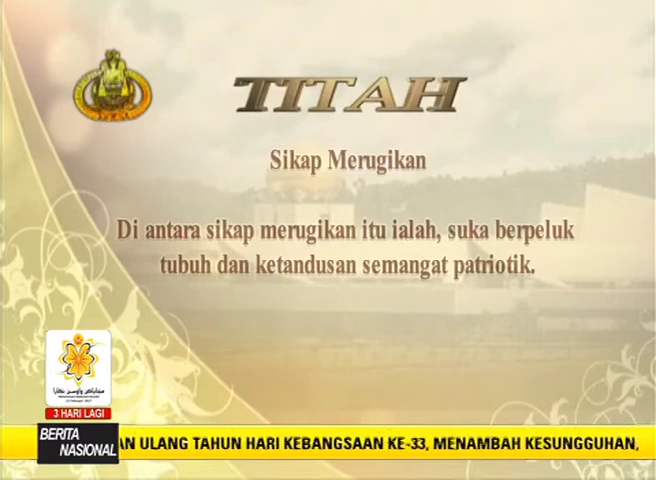 TITAH
Sikap Merugikan
Di antara sikap merugikan itu ialah, suka berpeluk
tubuh dan ketandusan semangat patriotik.
3 HARI LAGI
BERITA
NASIONAL
AN ULANG TAHUN HARI KEBANGSAAN KE-33, MENAMBAH KESUNGGUHAN,